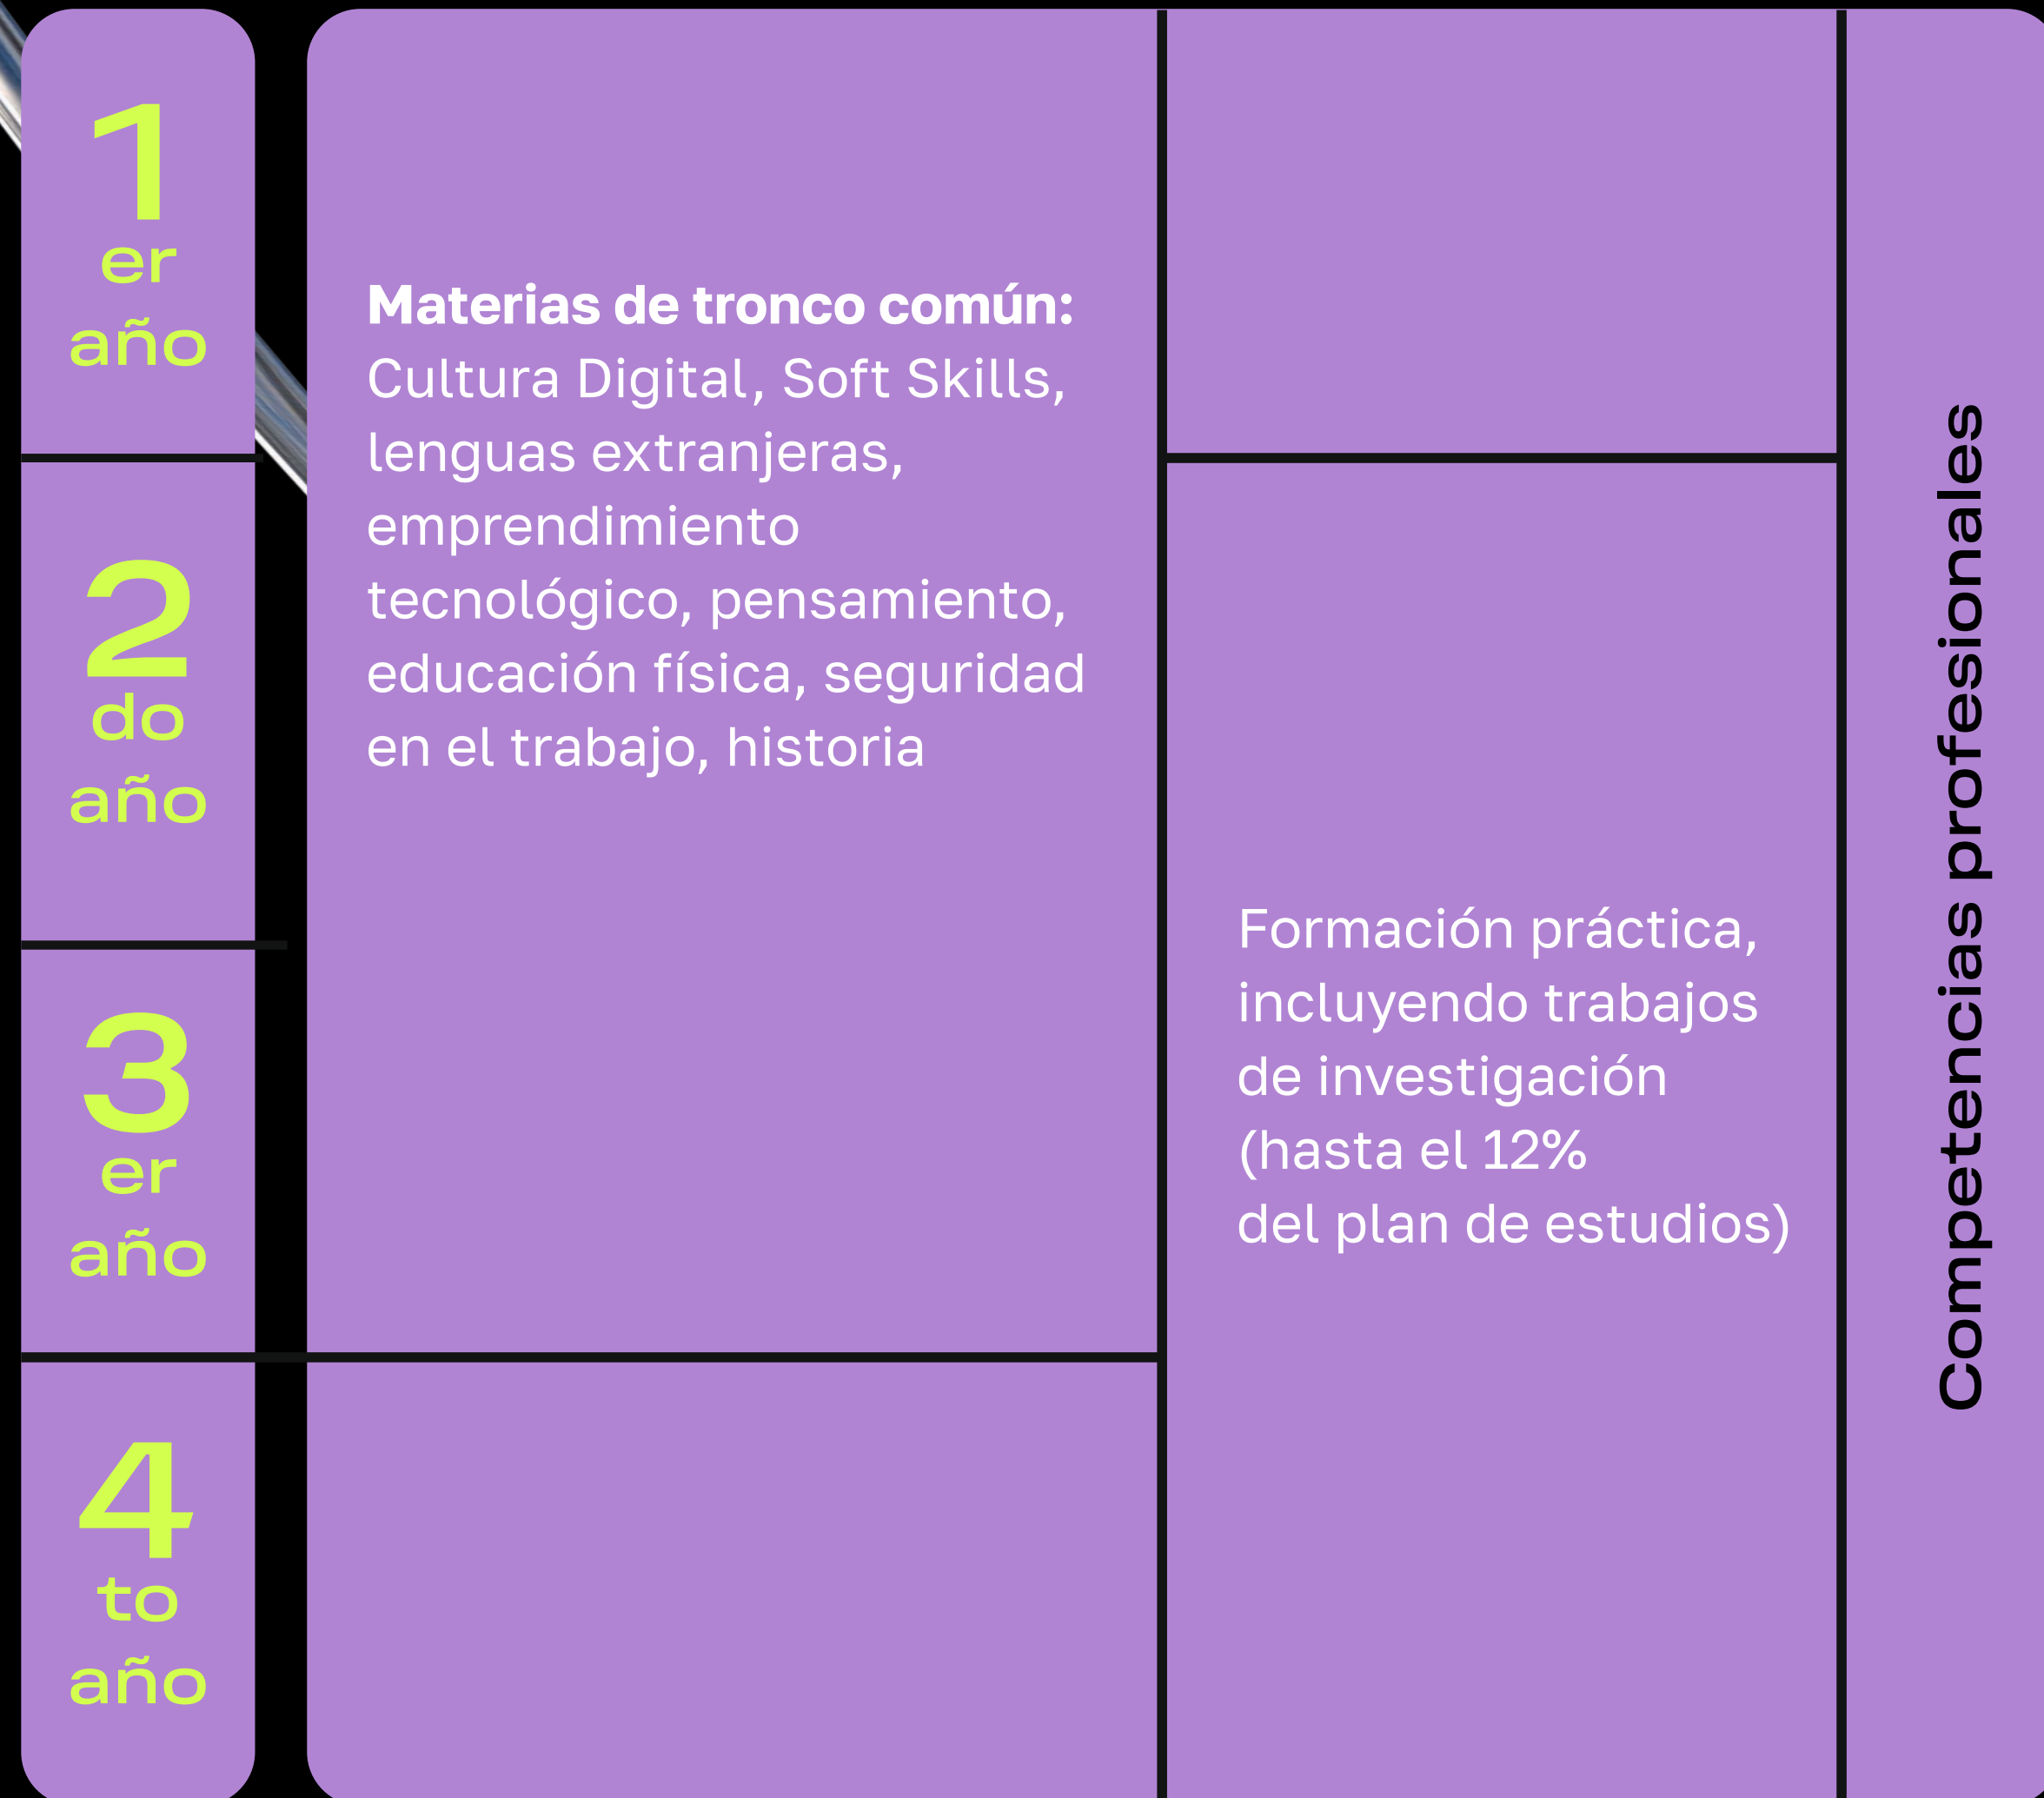 1
er
año
2
do
año
3
er
año
4
to
año
Materias de tronco común:
Cultura Digital, Soft Skills,
lenguas extranjeras,
emprendimiento
tecnológico, pensamiento,
educación física, seguridad
en el trabajo, historia
Formación práctica,
incluyendo trabajos
de investigación
(hasta el 12%
del plan de estudios)
Competencias profesionales